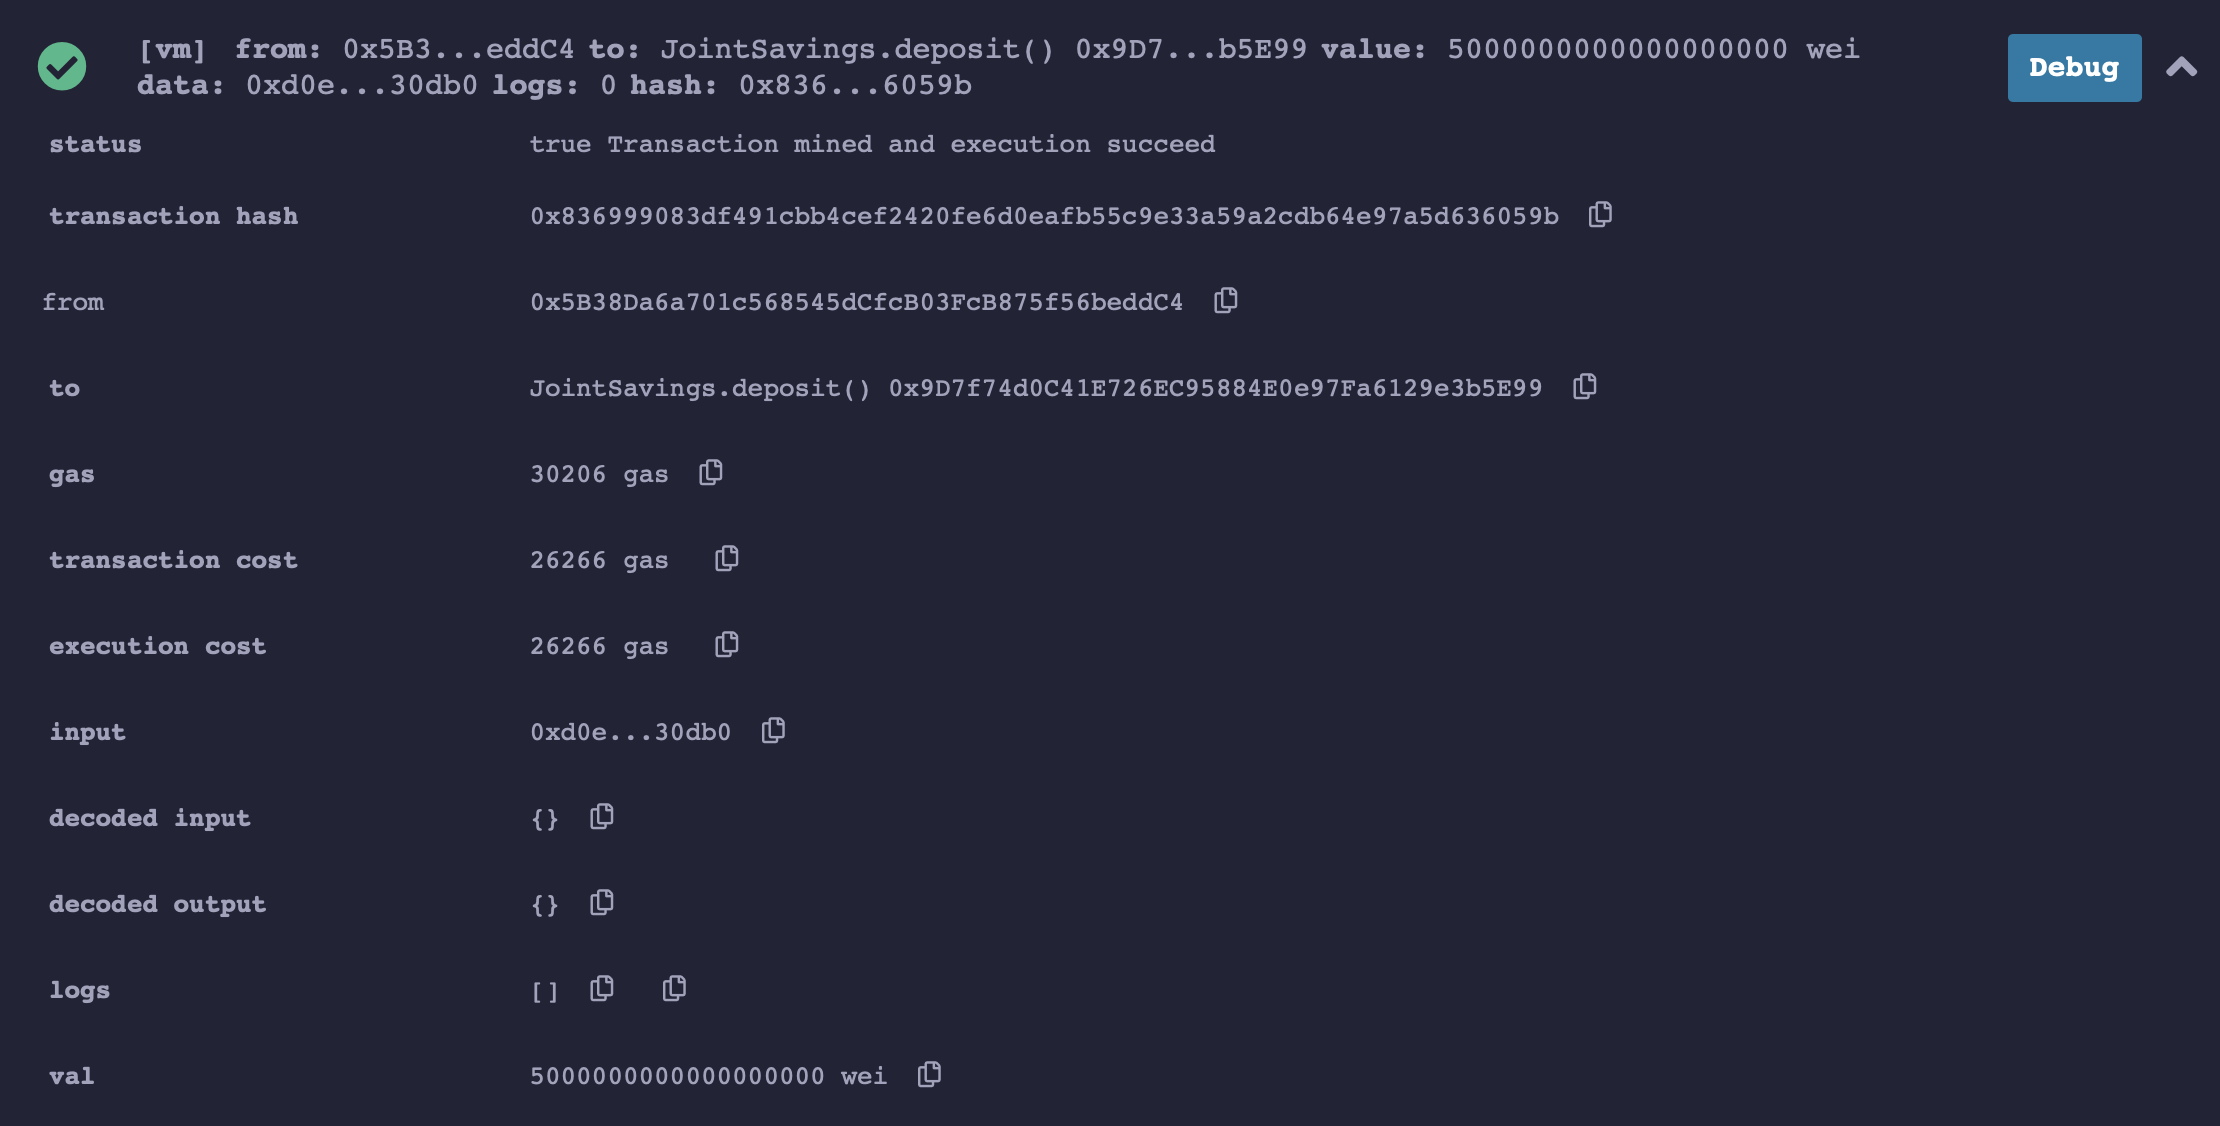 [vm] from: 0x5B3...eddC4 to: JointSavings.deposit() 0x9D7...b5E99 value: 5000000000000000000 wei
data: 0xd0e...30db0 logs: 0 hash: 0x836...6059b
Debug
status true Transaction mined and execution succeed
transaction hash 0x836999083df491cbb4cef2420fe6d0eafb55c9e33a59a2cdb64e97a5d636059b
from 0x5B38Da6a701c568545dCfcB03FcB875f56beddC4
to JointSavings.deposit() 0x9D7f74d0C41E726EC95884E0e97Fa6129e3b5E99
gas 30206 gas
transaction cost 26266 gas
execution cost 26266 gas
input 0xd0e...30db0
decoded input {}
decoded output {}
logs []
val 5000000000000000000 wei